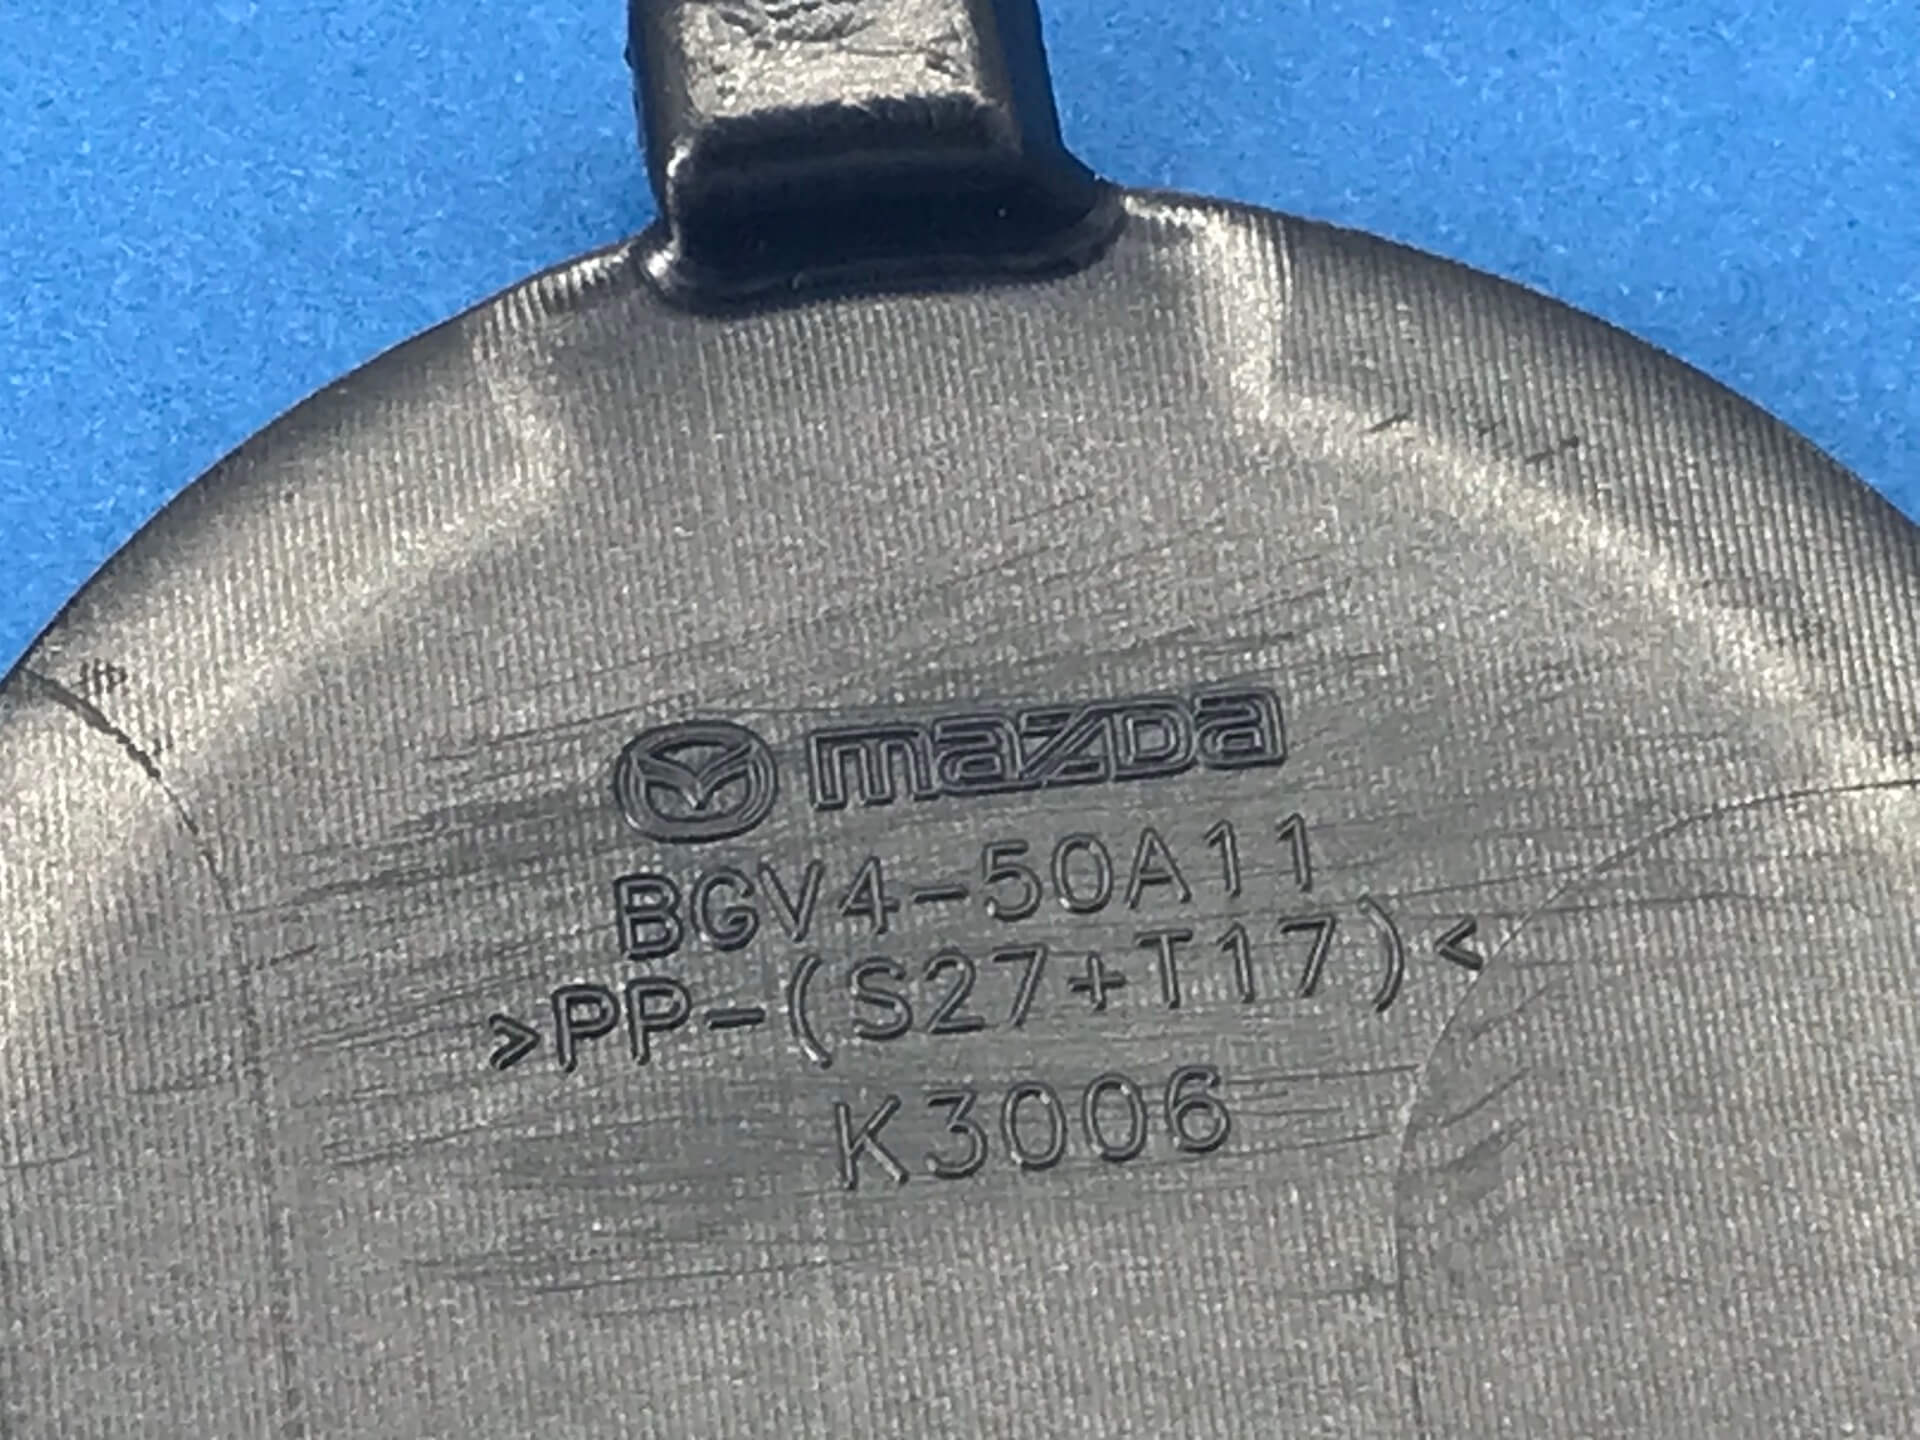 mazda
BGV4-50A11
>PP-(S27+T17)<
K3006